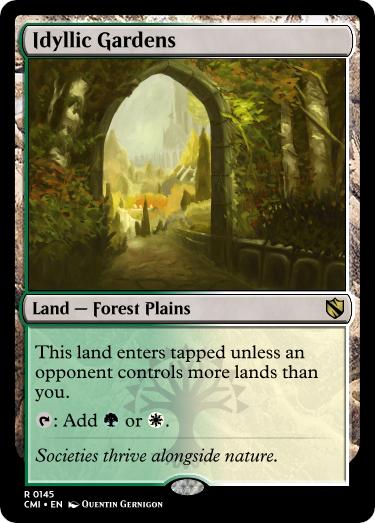 Idyllic Gardens
Land — Forest Plains
This land enters tapped unless an
opponent controls more lands than
you.
: Add or .
Societies thrive alongside nature.
R 0145
CMI • EN Quentin Gernigon